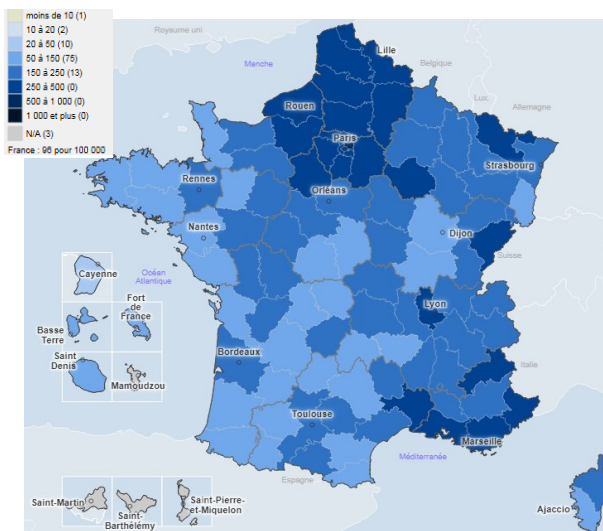 moins de 10 (1)
10 à 20 (2)
20 à 50 (10)
50 à 150 (75)
150 à 250 (13)
250 à 500 (0)
500 à 1 000 (0)
1 000 et plus (0)
N/A (3)
France : 96 pour 100 000
Royaume uni
Manche
Lille
Belgique
Lux.
Allemagne
Rouen
Paris
Strasbourg
Rennes
Orléans
Nantes
Dijon
Suisse
Cayenne
Océan
Atlantique
Fort
de
France
Basse
Terre
Lyon
Saint
Denis
Mamoudzou
Bordeaux
Italie
Toulouse
Marseille
Méditerranée
Espagne
Saint-Martin
Saint-
Barthélémy
Saint-Pierre
et-Miquelon
Ajaccio